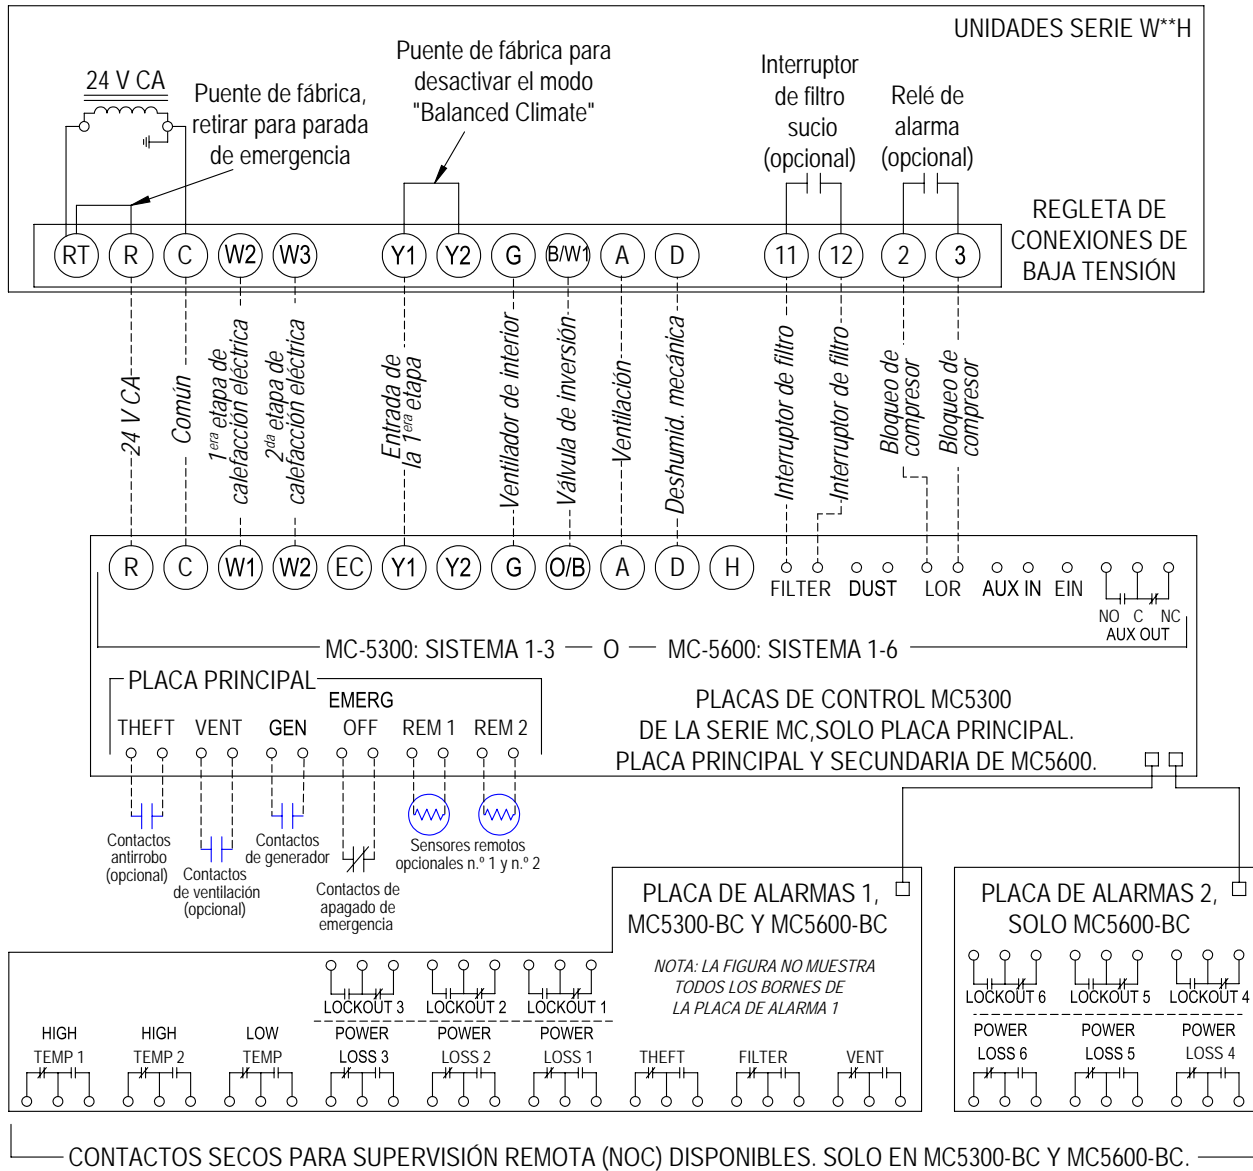 UNIDADES SERIE W**H
24 V CA
Puente de fábrica,
retirar para parada
de emergencia
Puente de fábrica para
desactivar el modo
"Balanced Climate"
Interruptor
de filtro
sucio
(opcional)
Relé de
alarma
(opcional)
REGLETA DE
CONEXIONES DE
BAJA TENSIÓN
RT R C W2 W3 Y1 Y2 G B/W1 A D 11 12 2 3
24 V CA
Común
1era etapa de
calefacción eléctrica
2da etapa de
calefacción eléctrica
Entrada de
la 1era etapa
Ventilador de interior
Válvula de inversión
Ventilación
Deshumid. mecánica
Interruptor de filtro
Interruptor de filtro
Bloqueo de
compresor
Bloqueo de
compresor
R C W1 W2 EC Y1 Y2 G O/B A D H
FILTER DUST LOR AUX IN EIN
NO C NC
AUX OUT
MC-5300: SISTEMA 1-3 O MC-5600: SISTEMA 1-6
PLACA PRINCIPAL
THEFT VENT GEN EMERG OFF REM 1 REM 2
PLACAS DE CONTROL MC5300
DE LA SERIE MC,SOLO PLACA PRINCIPAL.
PLACA PRINCIPAL Y SECUNDARIA DE MC5600.
Contactos
antirrobo
(opcional)
Contactos
de ventilación
(opcional)
Contactos
de generador
Contactos de
apagado de
emergencia
Sensores remotos
opcionales n.º 1 y n.º 2
PLACA DE ALARMAS 1,
MC5300-BC Y MC5600-BC
NOTA: LA FIGURA NO MUESTRA
TODOS LOS BORNES DE
LA PLACA DE ALARMA 1
LOCKOUT 3 LOCKOUT 2 LOCKOUT 1
HIGH
TEMP 1
HIGH
TEMP 2
LOW
TEMP
POWER
LOSS 3
POWER
LOSS 2
POWER
LOSS 1
THEFT
FILTER
VENT
PLACA DE ALARMAS 2,
SOLO MC5600-BC
LOCKOUT 6 LOCKOUT 5 LOCKOUT 4
POWER
LOSS 6
POWER
LOSS 5
POWER
LOSS 4
CONTACTOS SECOS PARA SUPERVISIÓN REMOTA (NOC) DISPONIBLES. SOLO EN MC5300-BC Y MC5600-BC.